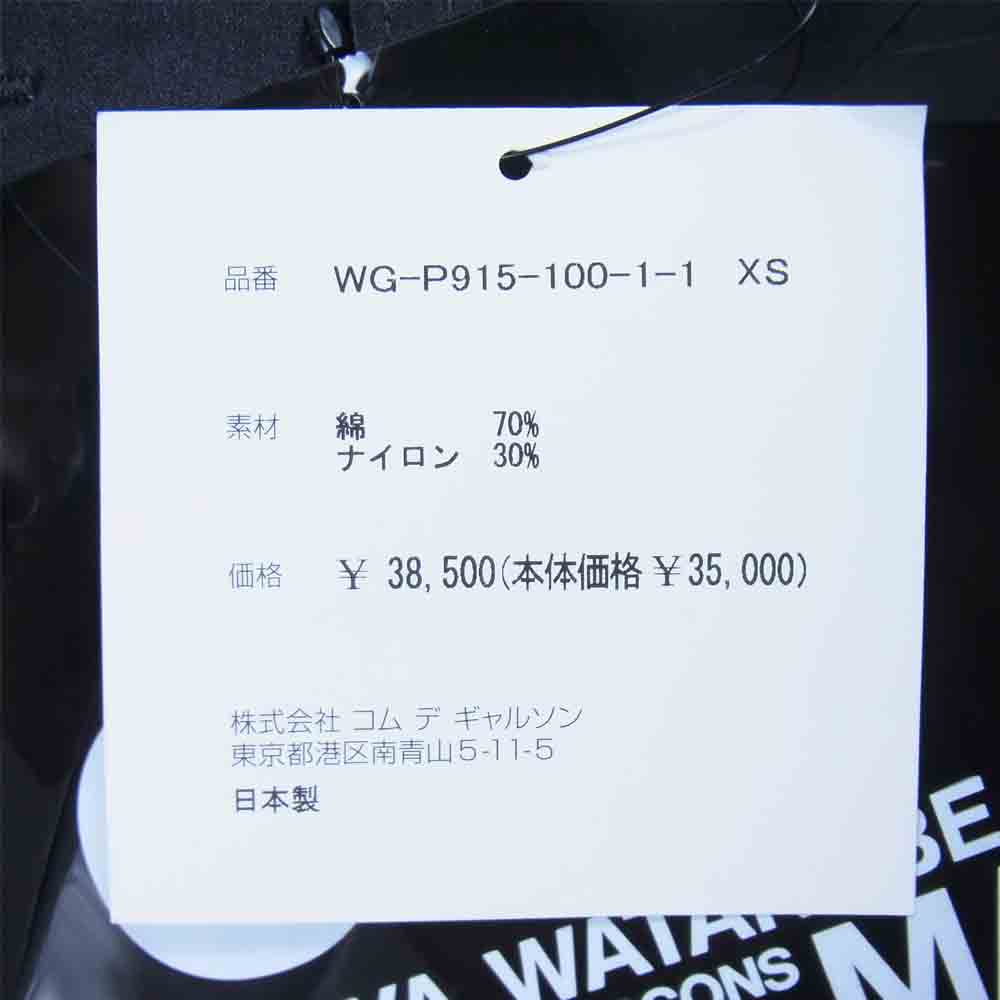 品番 WG-P915-100-1-1 XS
素材 綿 70%
ナイロン 30%
価格 ¥ 38,500(本体価格 ¥35,000)
株式会社 コム デ ギャルソン
東京都港区南青山5-11-5
日本製